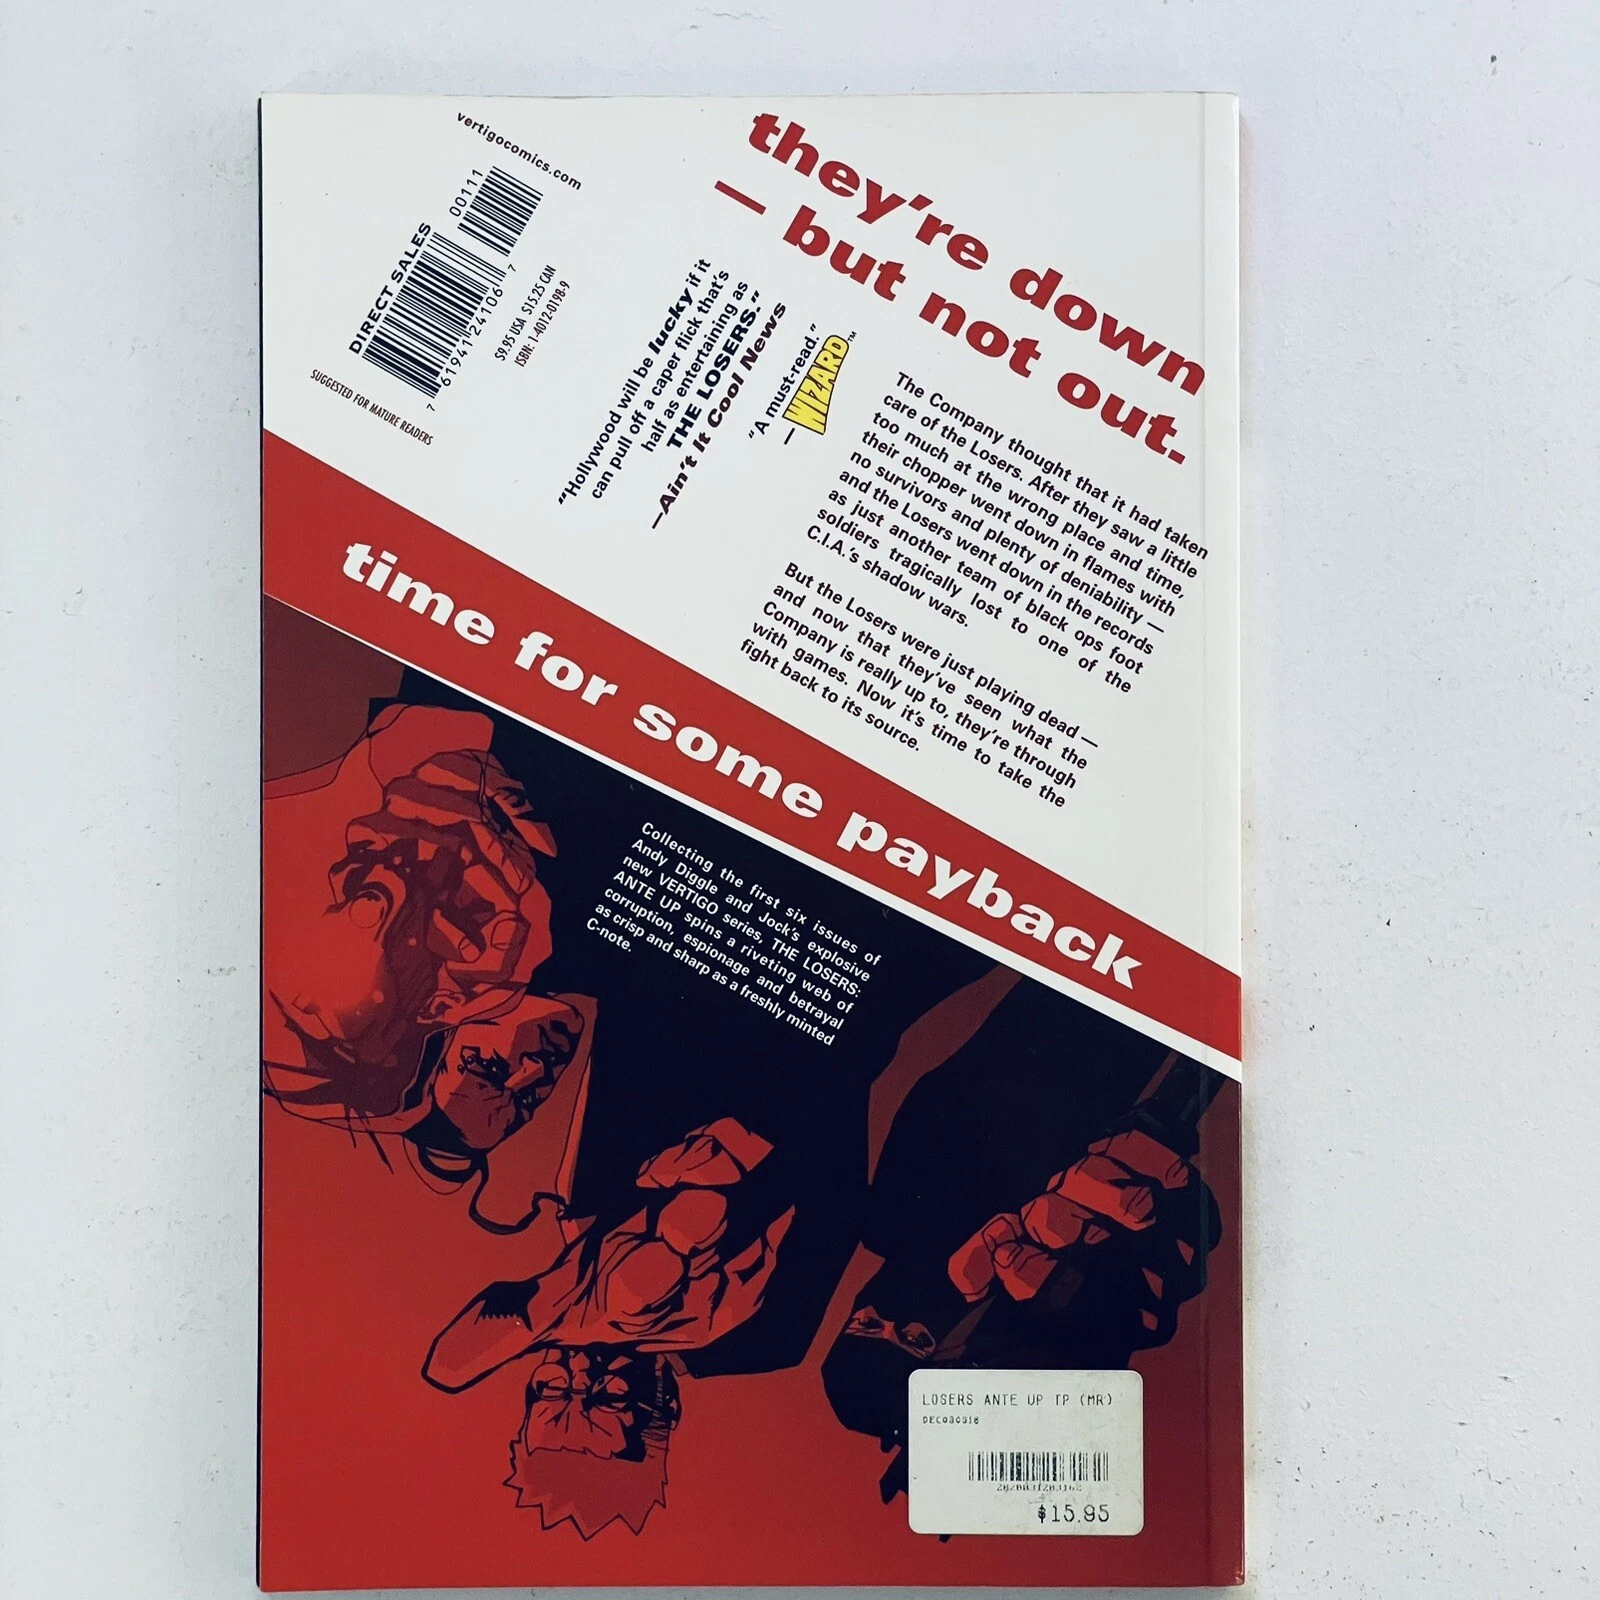 they're down
— but not out.
The Company thought that it had taken
care of the Losers. After they saw a little
too much at the wrong place and time,
their chopper went down in flames with
no survivors and plenty of deniability —
and the Losers went down in the records
as just another team of black ops foot
soldiers tragically lost to one of the
C.I.A.'s shadow wars.
But the Losers were just playing dead —
and now that they've seen what the
Company is really up to, they're through
with games. Now it's time to take the
fight back to its source.
"Hollywood will be lucky if it
can pull off a caper flick that's
half as entertaining as
THE LOSERS."
—Ain't It Cool News
"A must-read."
— WIZARD™
vertigocomics.com
DIRECT SALES
00111
7 61941 24106 7
$9.95 USA $15.25 CAN
ISBN: 1-4012-0198-9
SUGGESTED FOR MATURE READERS
time for some payback
Collecting the first six issues of
Andy Diggle and Jock's explosive
new VERTIGO series, THE LOSERS:
ANTE UP spins a riveting web of
corruption, espionage and betrayal
as crisp and sharp as a freshly minted
C-note.
LOSERS ANTE UP TP (MR)
$15.95